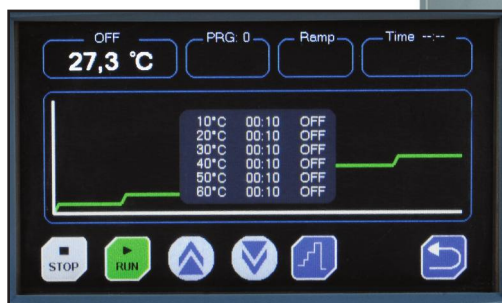 OFF PRG: 0 Ramp Time --:--
27,3 °C
10°C 00:10 OFF
20°C 00:10 OFF
30°C 00:10 OFF
40°C 00:10 OFF
50°C 00:10 OFF
60°C 00:10 OFF
STOP RUN